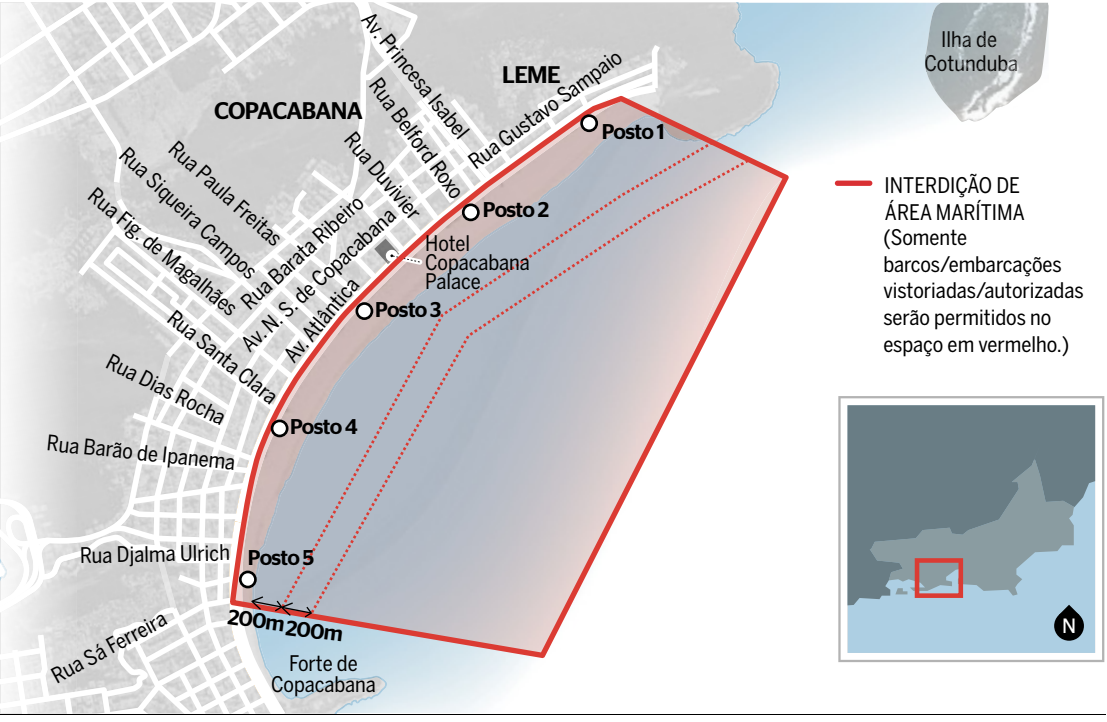 Ilha de
Cotunduba
LEME
COPACABANA
Av. Princesa Isabel
Rua Gustavo Sampaio
Rua Belford Roxo
Rua Duvivier
Rua Paula Freitas
Rua Siqueira Campos
Rua Fig. de Magalhães
Rua Barata Ribeiro
Av. N. S. de Copacabana
Av. Atlântica
Hotel
Copacabana
Palace
Rua Santa Clara
Rua Dias Rocha
Rua Barão de Ipanema
Rua Djalma Ulrich
Rua Sá Ferreira
Posto 1
Posto 2
Posto 3
Posto 4
Posto 5
200m
200m
Forte de
Copacabana
INTERDIÇÃO DE
ÁREA MARÍTIMA
(Somente
barcos/embarcações
vistoriadas/autorizadas
serão permitidos no
espaço em vermelho.)
N